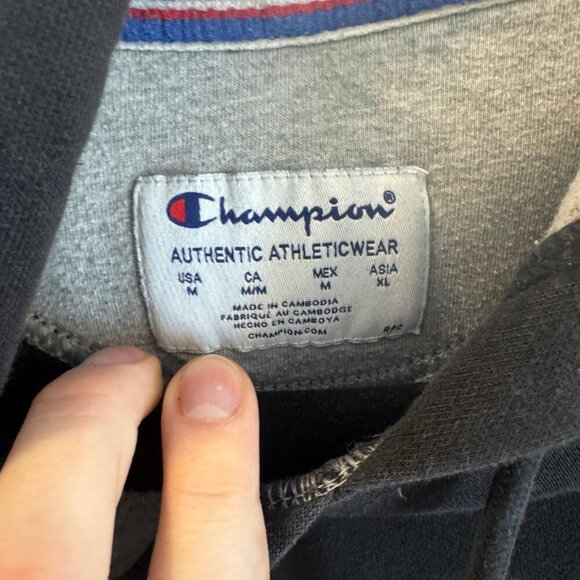 Champion®
AUTHENTIC ATHLETICWEAR
USA CA MEX ASIA
M M/M M XL
MADE IN CAMBODIA
FABRIQUÉ AU CAMBODGE
HECHO EN CAMBOYA
CHAMPION.COM